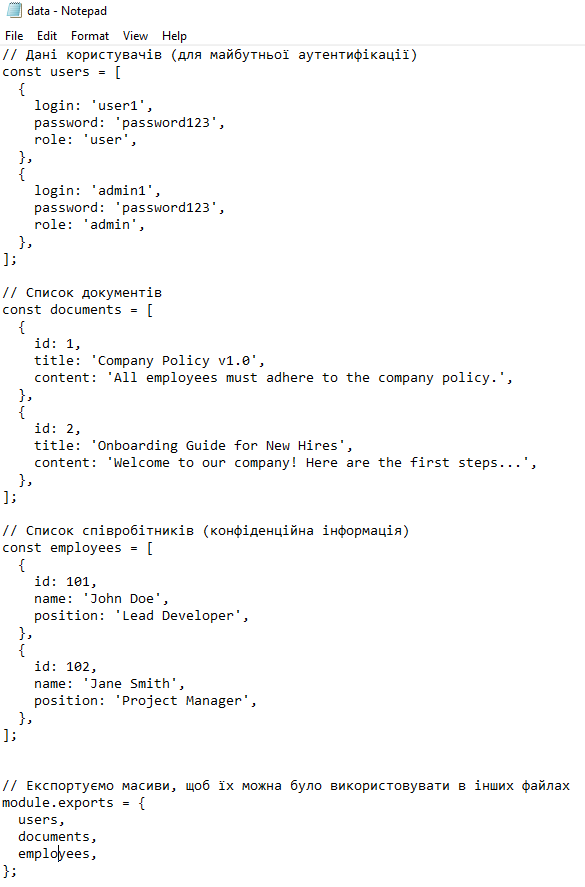 data - Notepad
File Edit Format View Help
// Дані користувачів (для майбутньої аутентифікації)
const users = [
  {
    login: 'user1',
    password: 'password123',
    role: 'user',
  },
  {
    login: 'admin1',
    password: 'password123',
    role: 'admin',
  },
];

// Список документів
const documents = [
  {
    id: 1,
    title: 'Company Policy v1.0',
    content: 'All employees must adhere to the company policy.',
  },
  {
    id: 2,
    title: 'Onboarding Guide for New Hires',
    content: 'Welcome to our company! Here are the first steps...',
  },
];

// Список співробітників (конфіденційна інформація)
const employees = [
  {
    id: 101,
    name: 'John Doe',
    position: 'Lead Developer',
  },
  {
    id: 102,
    name: 'Jane Smith',
    position: 'Project Manager',
  },
];

// Експортуємо масиви, щоб їх можна було використовувати в інших файлах
module.exports = {
  users,
  documents,
  employees,
};